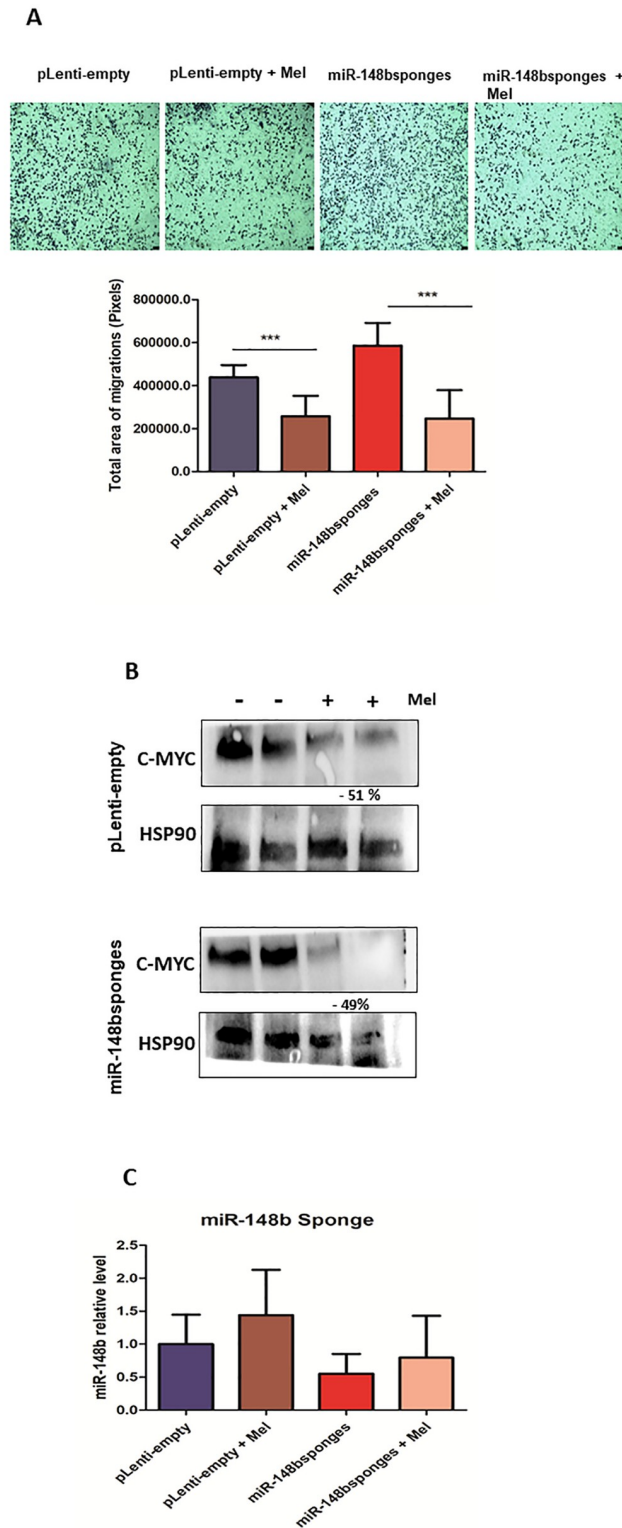 A
pLenti-empty
pLenti-empty + Mel
miR-148bsponges
miR-148bsponges +
Mel
Total area of migrations (Pixels)
800000.0
600000.0
400000.0
200000.0
0.0
***
***
pLenti-empty
pLenti-empty + Mel
miR-148bsponges
miR-148bsponges + Mel
B
- - + + Mel
pLenti-empty
C-MYC
- 51 %
HSP90
miR-148bsponges
C-MYC
- 49%
HSP90
C
miR-148b Sponge
miR-148b relative level
2.5
2.0
1.5
1.0
0.5
0.0
pLenti-empty
pLenti-empty + Mel
miR-148bsponges
miR-148bsponges + Mel